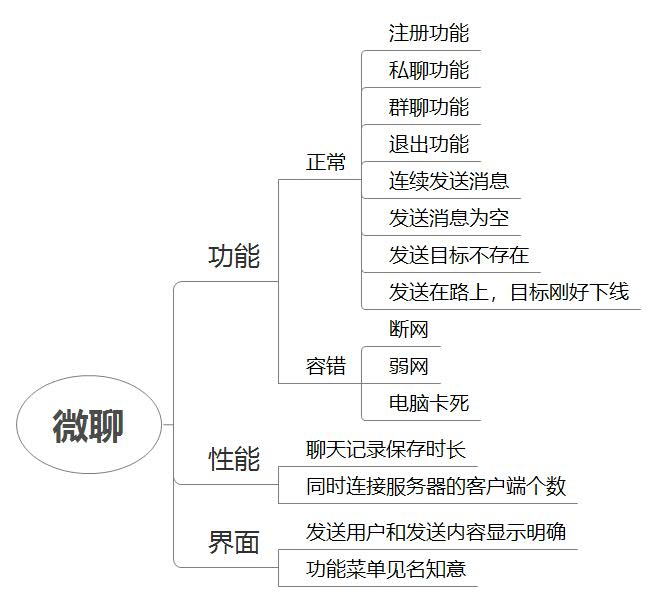 微聊
功能
正常
注册功能
私聊功能
群聊功能
退出功能
连续发送消息
发送消息为空
发送目标不存在
发送在路上，目标刚好下线
容错
断网
弱网
电脑卡死
性能
聊天记录保存时长
同时连接服务器的客户端个数
界面
发送用户和发送内容显示明确
功能菜单见名知意